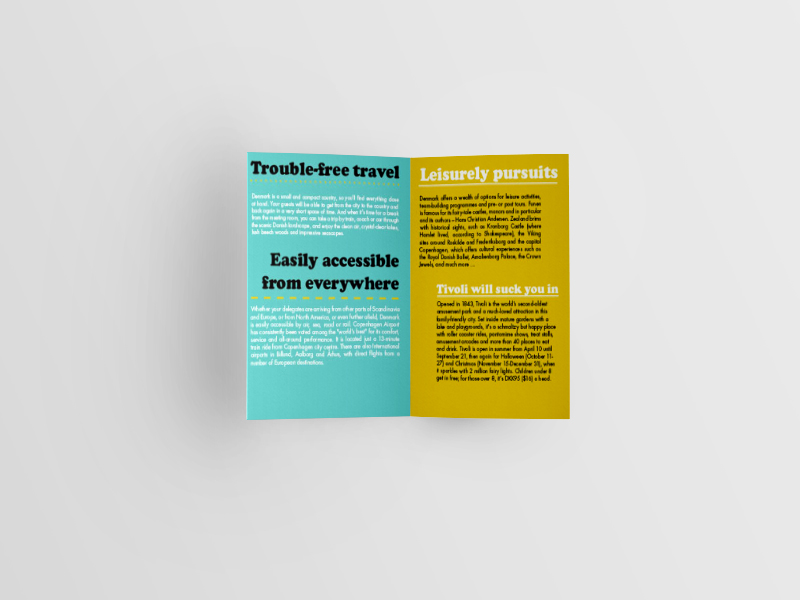 Trouble-free travel
Denmark is a small and compact country, so you'll find everything close
at hand. Your guests will be able to get from the city to the country and
back again in a very short space of time. And when it's time for a break
from the meeting room, you can take a trip by train, coach or car through
the scenic Danish landscape, and enjoy the clean air, crystal-clear lakes,
lush beech woods and impressive seascapes.
Easily accessible
from everywhere
Whether your delegates are arriving from other parts of Scandinavia
and Europe, or from North America, or even further afield, Denmark
is easily accessible by air, sea, road or rail. Copenhagen Airport
has consistently been voted among the "world's finest" for its comfort,
service and all-round performance. It is located just a 12-minute
train ride from Copenhagen city centre. There are also international
airports in Billund, Aalborg and Århus, with direct flights from a
number of European destinations.
Leisurely pursuits
Denmark offers a wealth of options for leisure activities,
team-building programmes and pre- or post tours. Funen
is famous for its fairy-tale castles, manors and in particular
and its authors – Hans Christian Andersen. Zealand brims
with historical sights, such as Kronborg Castle (where
Hamlet lived, according to Shakespeare), the Viking
sites around Roskilde and Frederikssung and the capital
Copenhagen, which offers cultural experiences such as
the Royal Danish Ballet, Amalienborg Palace, the Crown
Jewels, and much more ...
Tivoli will suck you in
Opened in 1843, Tivoli is the world's second-oldest
amusement park and a much-loved attraction in this
family-friendly city. Set inside mature gardens with a
lake and playgrounds, it's a schmaltzy but happy place
with roller coaster rides, pantomime shows, treat stalls,
amusement arcades and more than 40 places to eat
and drink. Tivoli is open in summer from April 10 until
September 21, then again for Halloween (October 11-
27) and Christmas (November 15-December 31), when
it sparkles with 2 million fairy lights. Children under 8
get in free; for those over 8, it's DKK95 ($16) a head.